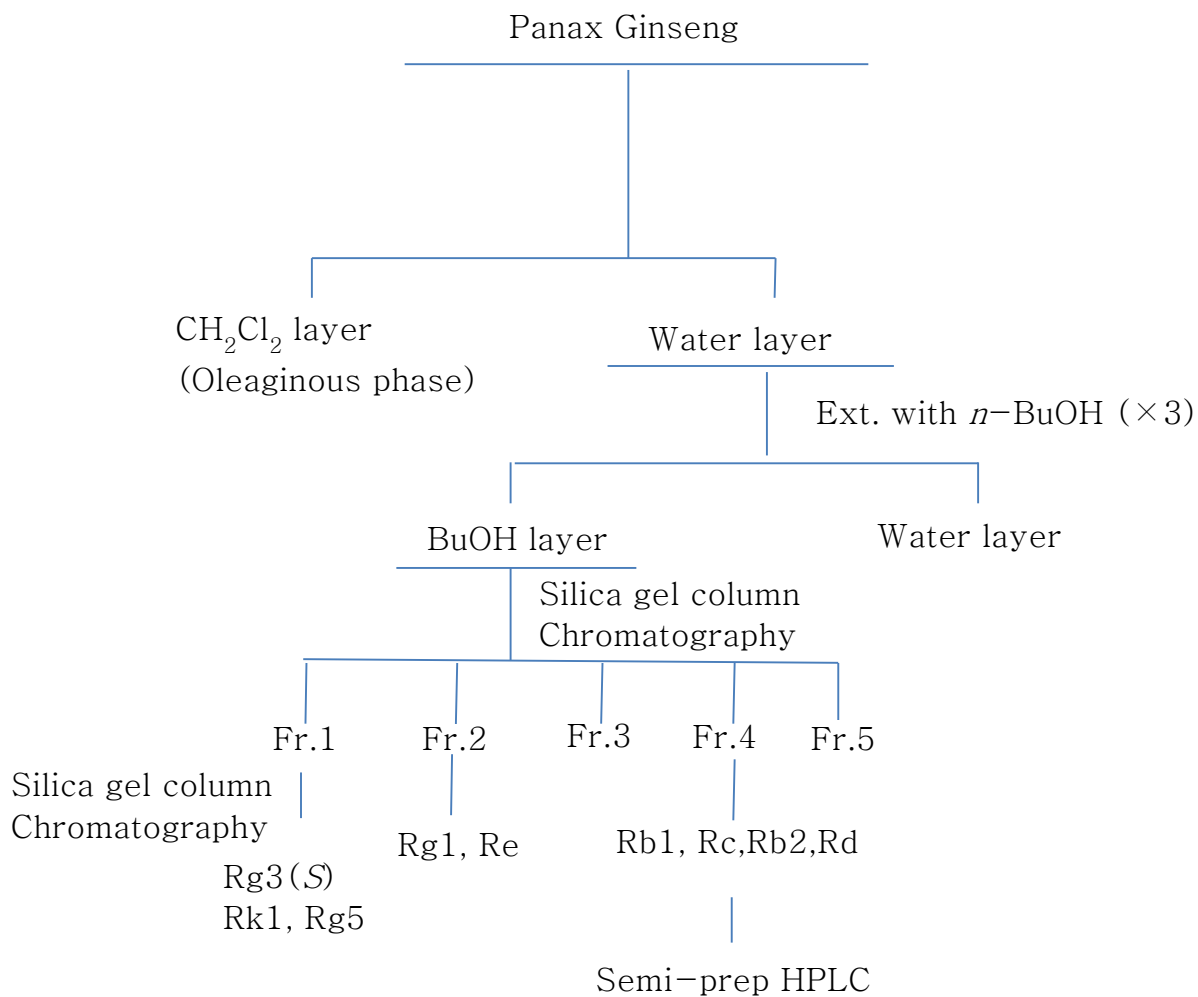 Panax Ginseng
CH₂Cl₂ layer
(Oleaginous phase)
Water layer
Ext. with n-BuOH (×3)
BuOH layer
Water layer
Silica gel column
Chromatography
Fr.1
Fr.2
Fr.3
Fr.4
Fr.5
Silica gel column
Chromatography
Rg3(S)
Rk1, Rg5
Rg1, Re
Rb1, Rc,Rb2,Rd
Semi-prep HPLC